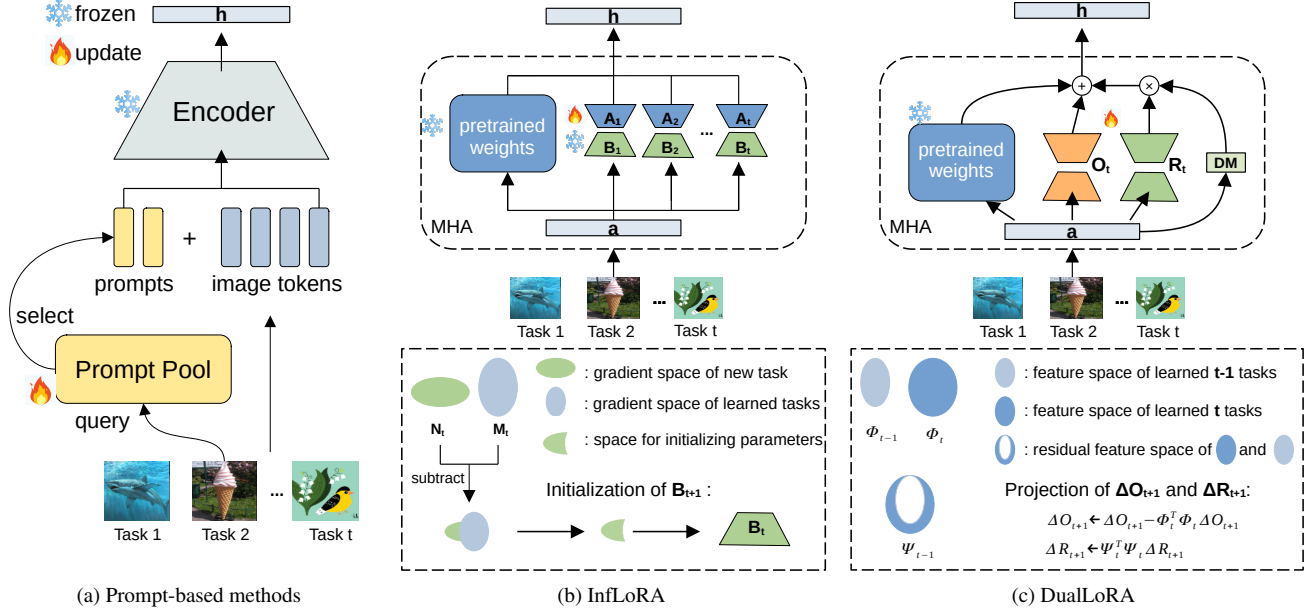 frozen
update
h
Encoder
prompts
+
image tokens
select
Prompt Pool
query
Task 1
Task 2
...
Task t
(a) Prompt-based methods
h
pretrained
weights
A1
A2
...
At
B1
B2
Bt
MHA
a
Task 1
Task 2
...
Task t
: gradient space of new task
: gradient space of learned tasks
: space for initializing parameters
Nt
Mt
subtract
Initialization of Bt+1 :
Bt
(b) InfLoRA
h
+
×
pretrained
weights
Ot
Rt
DM
MHA
a
Task 1
Task 2
...
Task t
: feature space of learned t-1 tasks
: feature space of learned t tasks
: residual feature space of and
Φt−1
Φt
Ψt−1
Projection of ΔOt+1 and ΔRt+1:
ΔOt+1←ΔOt+1−Φt^TΦtΔOt+1
ΔRt+1←Ψt^TΨtΔRt+1
(c) DualLoRA